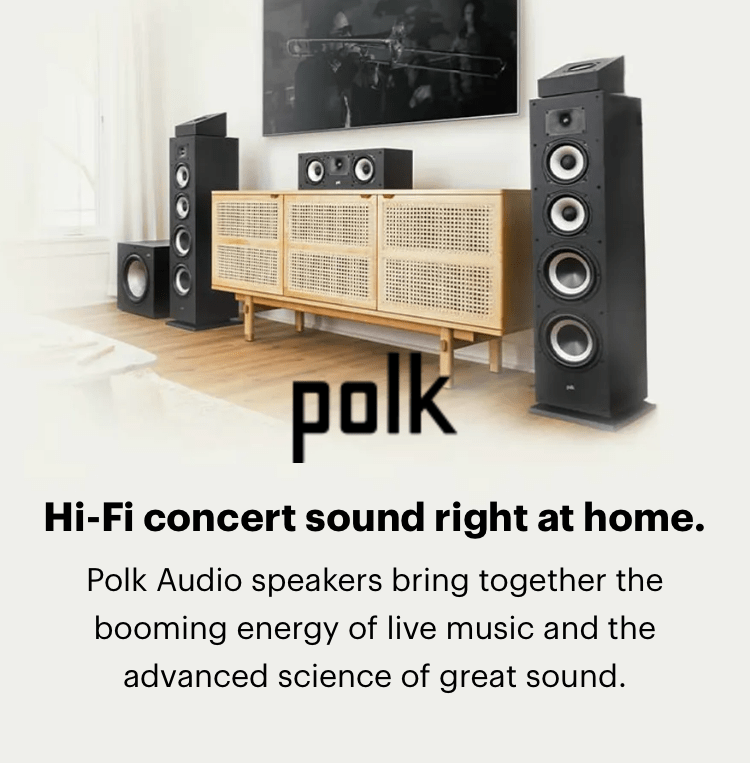 polk
Hi-Fi concert sound right at home.
Polk Audio speakers bring together the
booming energy of live music and the
advanced science of great sound.